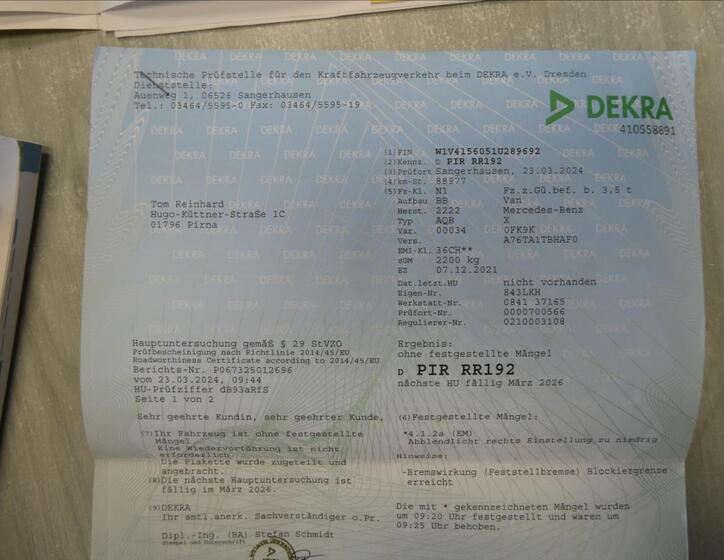 Technische Prüfstelle für den Kraftfahrzeugverkehr beim DEKRA e.V. Dresden
Dienststelle:
Auenweg 1, 06526 Sangerhausen
Tel.: 03464/5595-0 Fax: 03464/5595-19
DEKRA
410558891
(1) FIN W1V4156051U289692
(2) Kennz. D PIR RR192
(3) Prüfort Sangerhausen, 23.03.2024
(4) km-St. 88977
(5) Fz-Kl. N1 Fz.z.Gü.bef. b. 3,5 t
Aufbau BB Van
Herst. 2222 Mercedes-Benz
Typ AQB X
Var. 00034 0FK9K
Vers. A76TA1TBHAF0
EMI-Kl. 36CH**
zGM 2200 kg
EZ 07.12.2021
Dat.letzt.HU nicht vorhanden
Eigen-Nr. 843LKH
Werkstatt-Nr. 0841 37165
Prüfort-Nr. 0000700566
Regulierer-Nr. 0210003108
Tom Reinhard
Hugo-Küttner-Straße 1C
01796 Pirna
Hauptuntersuchung gemäß § 29 StVZO
Prüfbescheinigung nach Richtlinie 2014/45/EU
Roadworthiness Certificate according to 2014/45/EU
Berichts-Nr. P067325012696
vom 23.03.2024, 09:44
HU-Prüfziffer dB93aRfS
Seite 1 von 2
Ergebnis:
ohne festgestellte Mängel
D PIR RR192
nächste HU fällig März 2026
Sehr geehrte Kundin, sehr geehrter Kunde,
(7) Ihr Fahrzeug ist ohne festgestellte
Mängel.
Eine Wiedervorführung ist nicht
erforderlich.
Die Plakette wurde zugeteilt und
angebracht.
(8) Die nächste Hauptuntersuchung ist
fällig im März 2026.
(9) DEKRA
Ihr amtl.anerk. Sachverständiger o.Pr.
Dipl.-Ing. (BA) Stefan Schmidt
Stempel und Unterschrift
(6) Festgestellte Mängel:
*4.1.2a (EM)
Abblendlicht rechts Einstellung zu niedrig
Hinweise:
-Bremswirkung (Feststellbremse) Blockiergrenze
erreicht
Die mit * gekennzeichneten Mängel wurden
um 09:20 Uhr festgestellt und waren um
09:25 Uhr behoben.